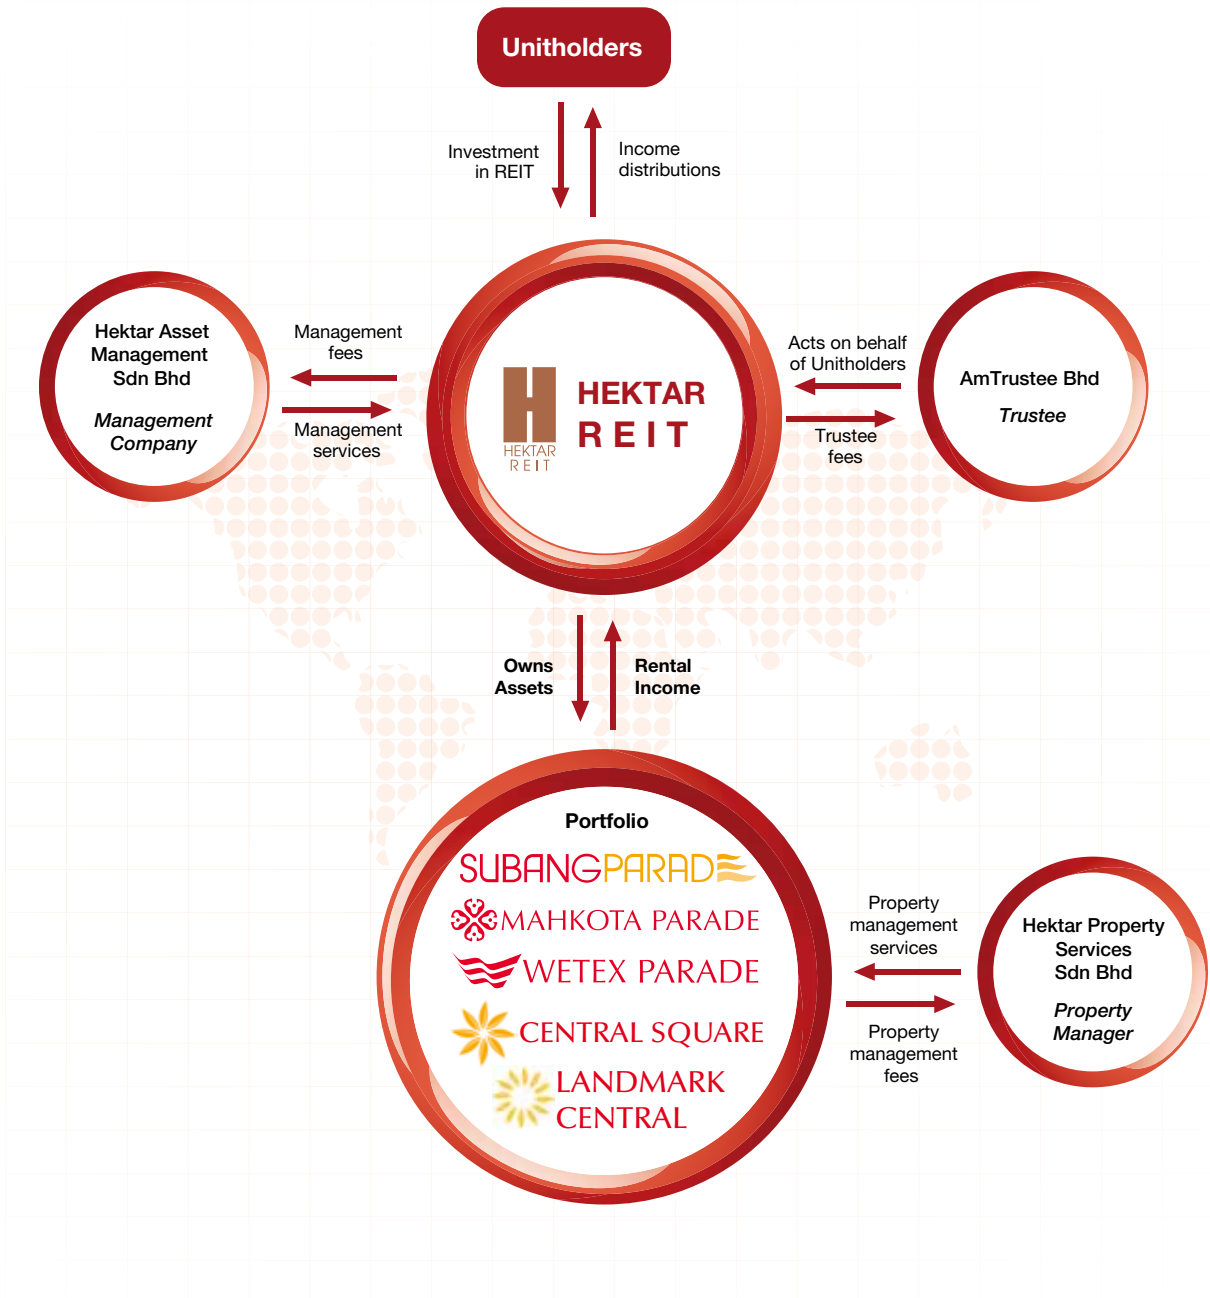 Unitholders
Investment
in REIT
Income
distributions
Hektar Asset
Management
Sdn Bhd
Management
Company
Management
fees
Management
services
HEKTAR
REIT
HEKTAR
REIT
Acts on behalf
of Unitholders
Trustee
fees
AmTrustee Bhd
Trustee
Owns
Assets
Rental
Income
Portfolio
SUBANGPARADE
MAHKOTA PARADE
WETEX PARADE
CENTRAL SQUARE
LANDMARK
CENTRAL
Property
management
services
Property
management
fees
Hektar Property
Services
Sdn Bhd
Property
Manager